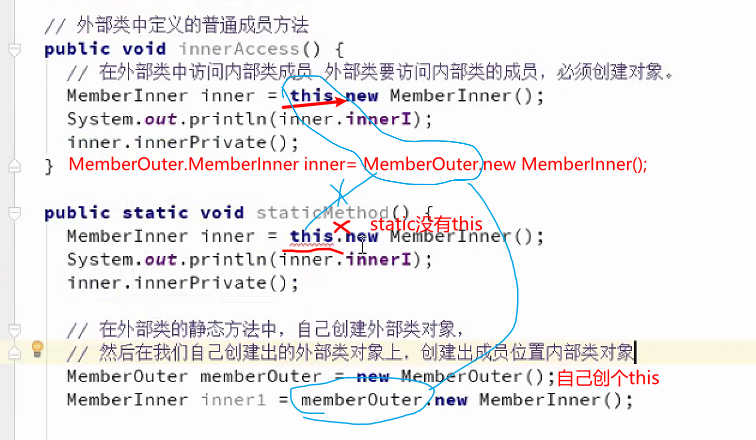 // 外部类中定义的普通成员方法
public void innerAccess() {
// 在外部类中访问内部类成员 外部类要访问内部类的成员，必须创建对象。
MemberInner inner = this.new MemberInner();
System.out.println(inner.innerI);
inner.innerPrivate();
} MemberOuter.MemberInner inner= MemberOuter.new MemberInner();
public static void staticMethod() {
static没有this
MemberInner inner = this.new MemberInner();
System.out.println(inner.innerI);
inner.innerPrivate();
// 在外部类的静态方法中，自己创建外部类对象，
// 然后在我们自己创建出的外部类对象上，创建出成员位置内部类对象
MemberOuter memberOuter = new MemberOuter();自己创个this
MemberInner inner1 = memberOuter.new MemberInner();